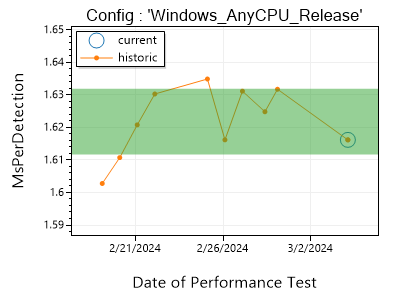 Config : 'Windows_AnyCPU_Release'
current
historic
MsPerDetection
1.65
1.64
1.63
1.62
1.61
1.6
1.59
2/21/2024
2/26/2024
3/2/2024
Date of Performance Test